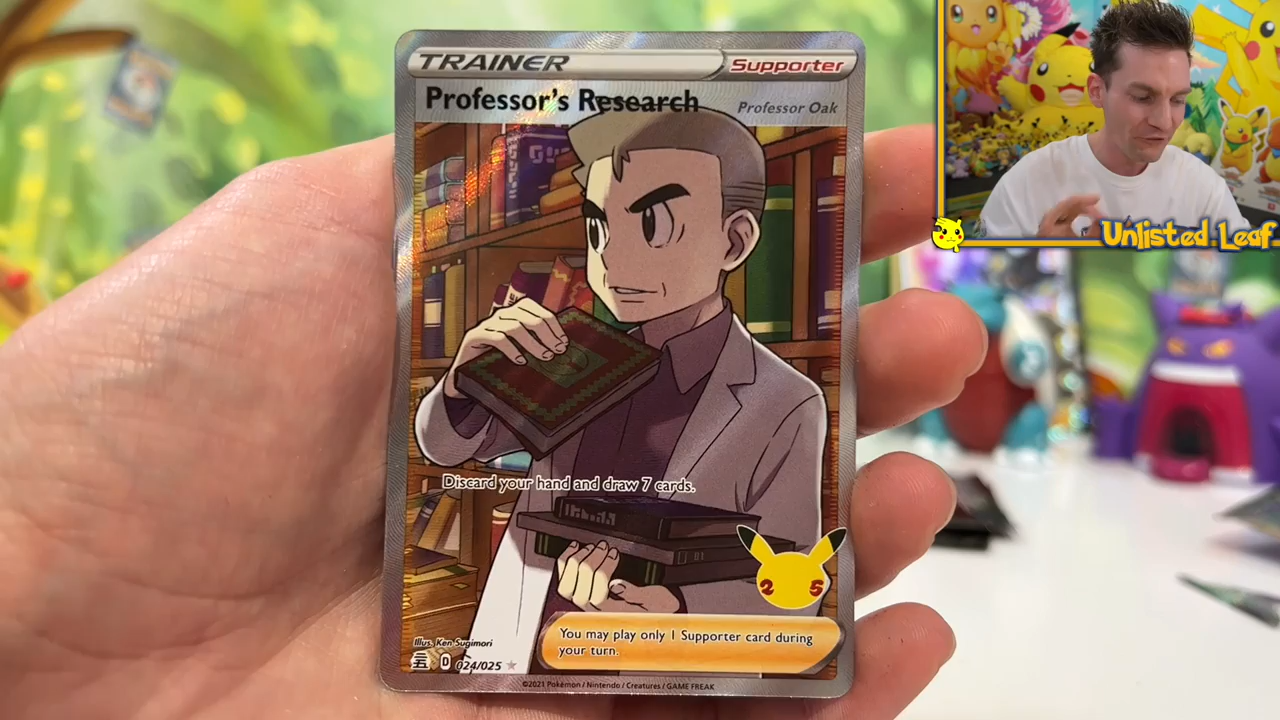 TRAINER
Supporter
Professor's Research
Professor Oak
Discard your hand and draw 7 cards.
25
You may play only 1 Supporter card during
your turn.
Illus. Ken Sugimori
D 024/025
©2021 Pokémon / Nintendo / Creatures / GAME FREAK
Unlisted Leaf